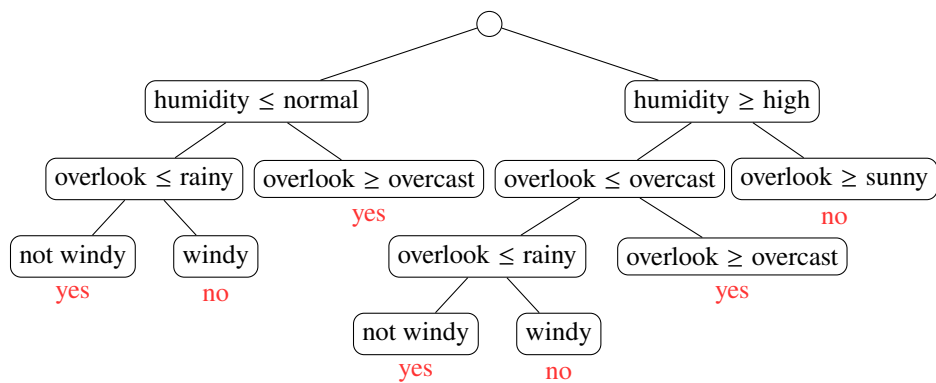 humidity ≤ normal
humidity ≥ high
overlook ≤ rainy
overlook ≥ overcast
overlook ≤ overcast
overlook ≥ sunny
yes
no
not windy
windy
overlook ≤ rainy
overlook ≥ overcast
yes
no
yes
not windy
windy
yes
no